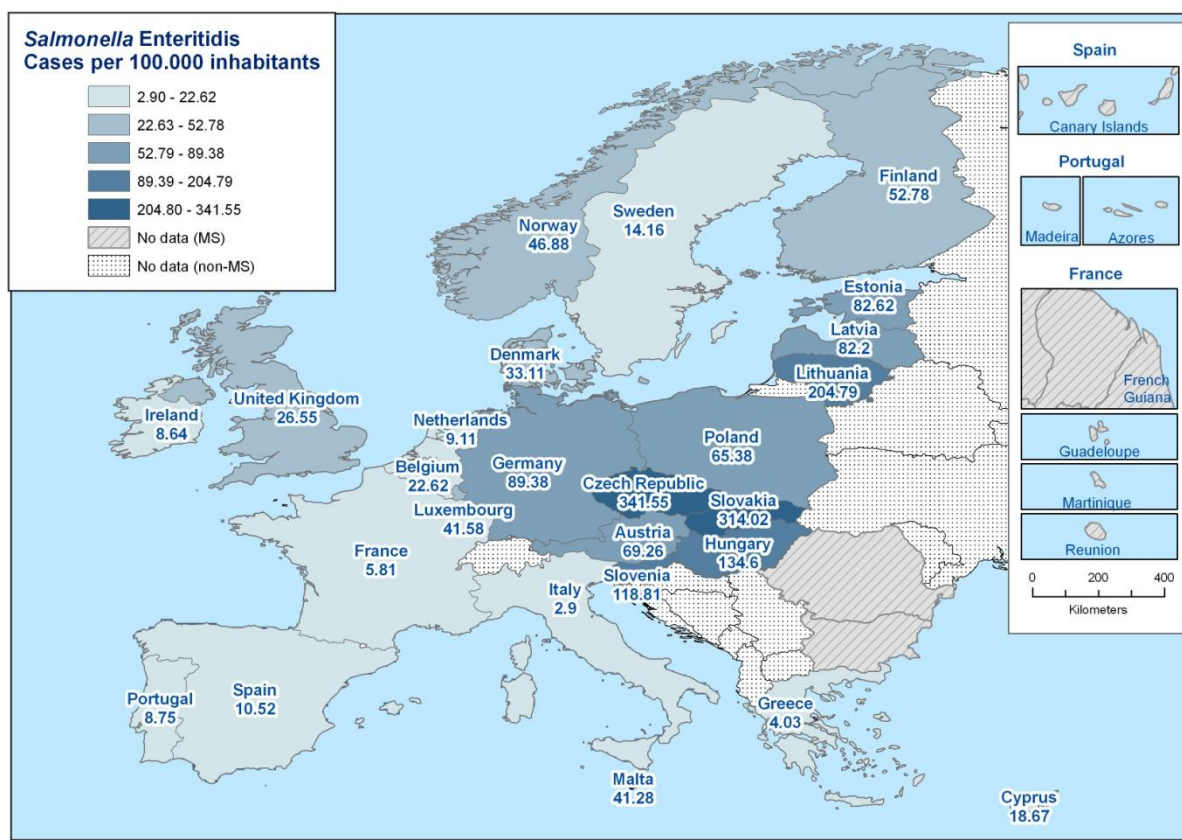 Salmonella Enteritidis
Cases per 100.000 inhabitants
2.90 - 22.62
22.63 - 52.78
52.79 - 89.38
89.39 - 204.79
204.80 - 341.55
No data (MS)
No data (non-MS)
Finland
52.78
Sweden
14.16
Norway
46.88
Estonia
82.62
Latvia
82.2
Lithuania
204.79
Denmark
33.11
United Kingdom
26.55
Ireland
8.64
Netherlands
9.11
Belgium
22.62
Luxembourg
41.58
Germany
89.38
Poland
65.38
Czech Republic
341.55
Slovakia
314.02
Austria
69.26
Hungary
134.6
Slovenia
118.81
France
5.81
Italy
2.9
Portugal
8.75
Spain
10.52
Greece
4.03
Malta
41.28
Cyprus
18.67
Spain
Canary Islands
Portugal
Madeira
Azores
France
French
Guiana
Guadeloupe
Martinique
Reunion
0 200 400
Kilometers